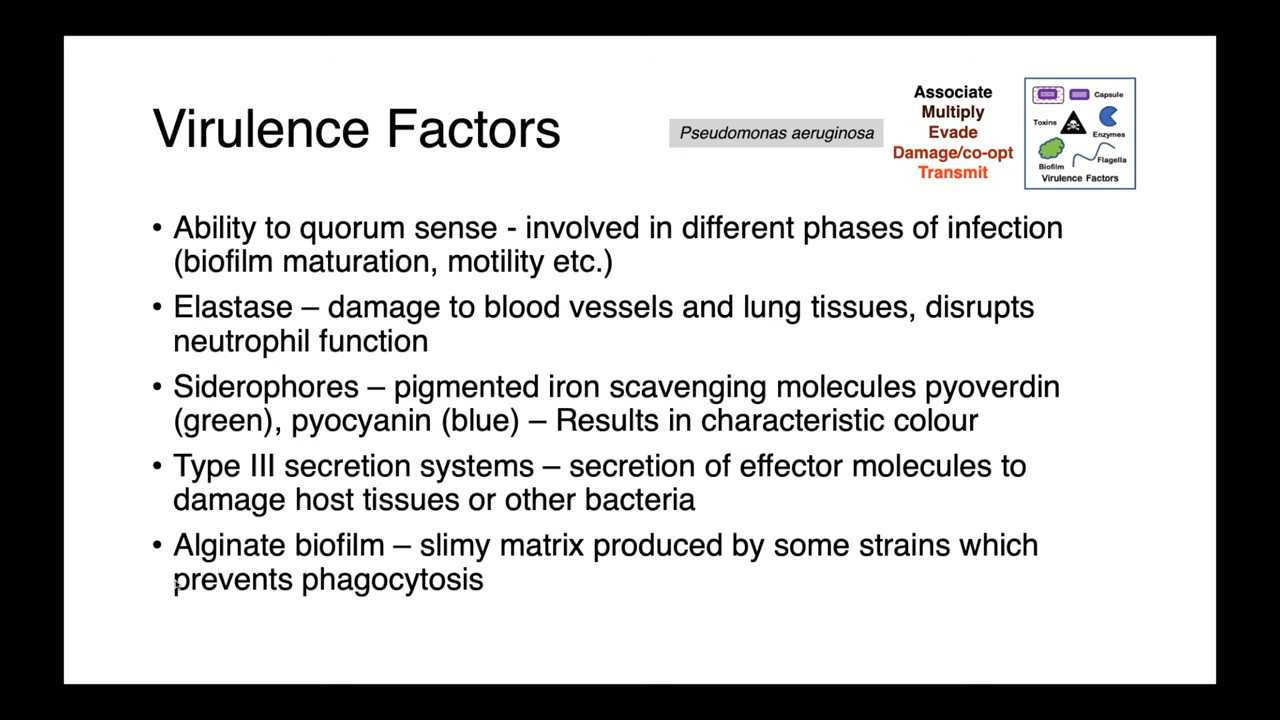 Virulence Factors
Pseudomonas aeruginosa
Associate
Multiply
Evade
Damage/co-opt
Transmit
Capsule
Toxins
Enzymes
Biofilm
Flagella
Virulence Factors
• Ability to quorum sense - involved in different phases of infection
(biofilm maturation, motility etc.)
• Elastase – damage to blood vessels and lung tissues, disrupts
neutrophil function
• Siderophores – pigmented iron scavenging molecules pyoverdin
(green), pyocyanin (blue) – Results in characteristic colour
• Type III secretion systems – secretion of effector molecules to
damage host tissues or other bacteria
• Alginate biofilm – slimy matrix produced by some strains which
prevents phagocytosis